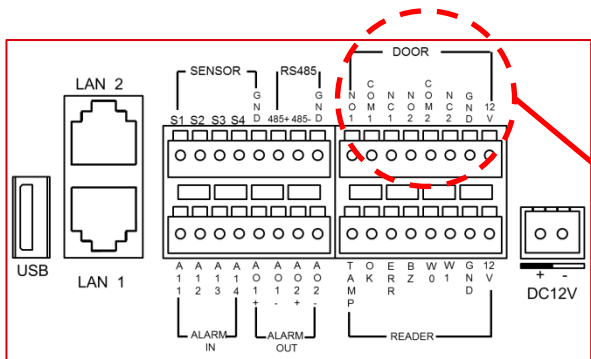 DOOR
SENSOR RS485
LAN 2
S1 S2 S3 S4 GND 485+ 485- GND NO1 COM1 NC1 NO2 COM2 NC2 GND 12V
USB
LAN 1
A11 A12 A13 A14 AO1+ AO1- AO2+ AO2- TAMP OK ERR BZ W0 W1 GND 12V
+ -
DC12V
ALARM IN
ALARM OUT
READER